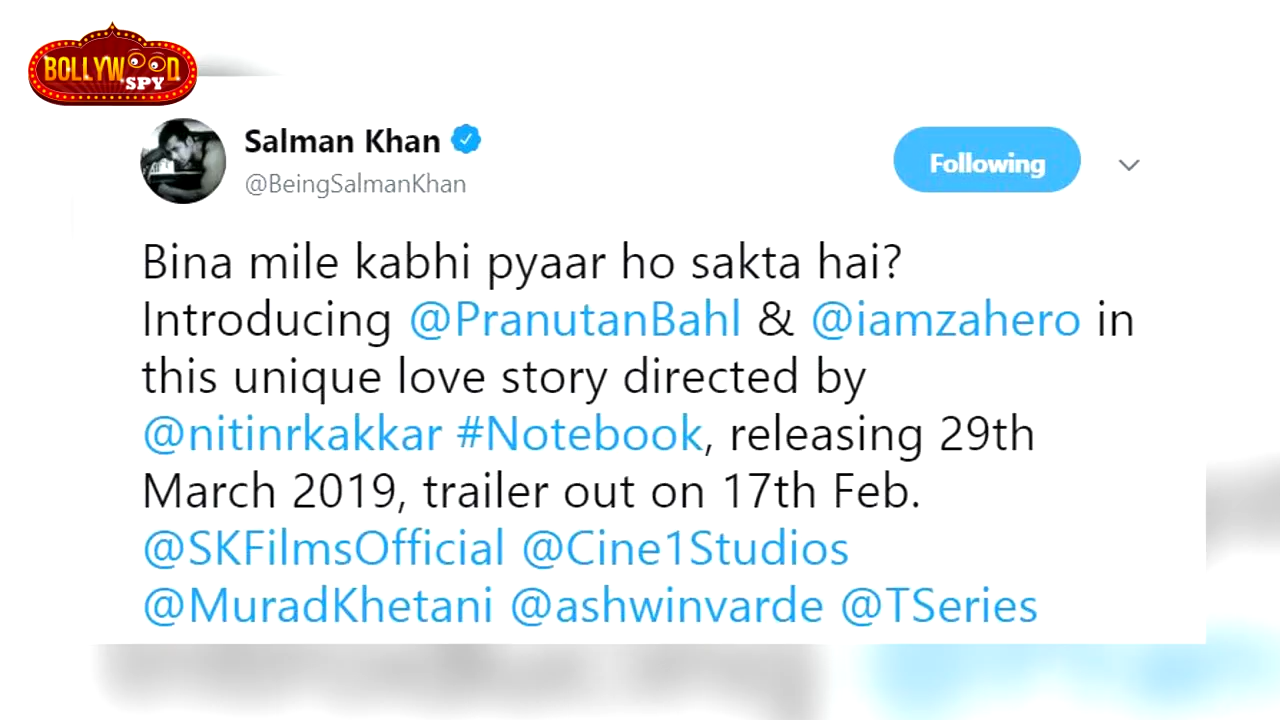 BOLLYWOOD
SPY
Salman Khan
@BeingSalmanKhan
Following
Bina mile kabhi pyaar ho sakta hai?
Introducing @PranutanBahl & @iamzahero in
this unique love story directed by
@nitinrkakkar #Notebook, releasing 29th
March 2019, trailer out on 17th Feb.
@SKFilmsOfficial @Cine1Studios
@MuradKhetani @ashwinvarde @TSeries